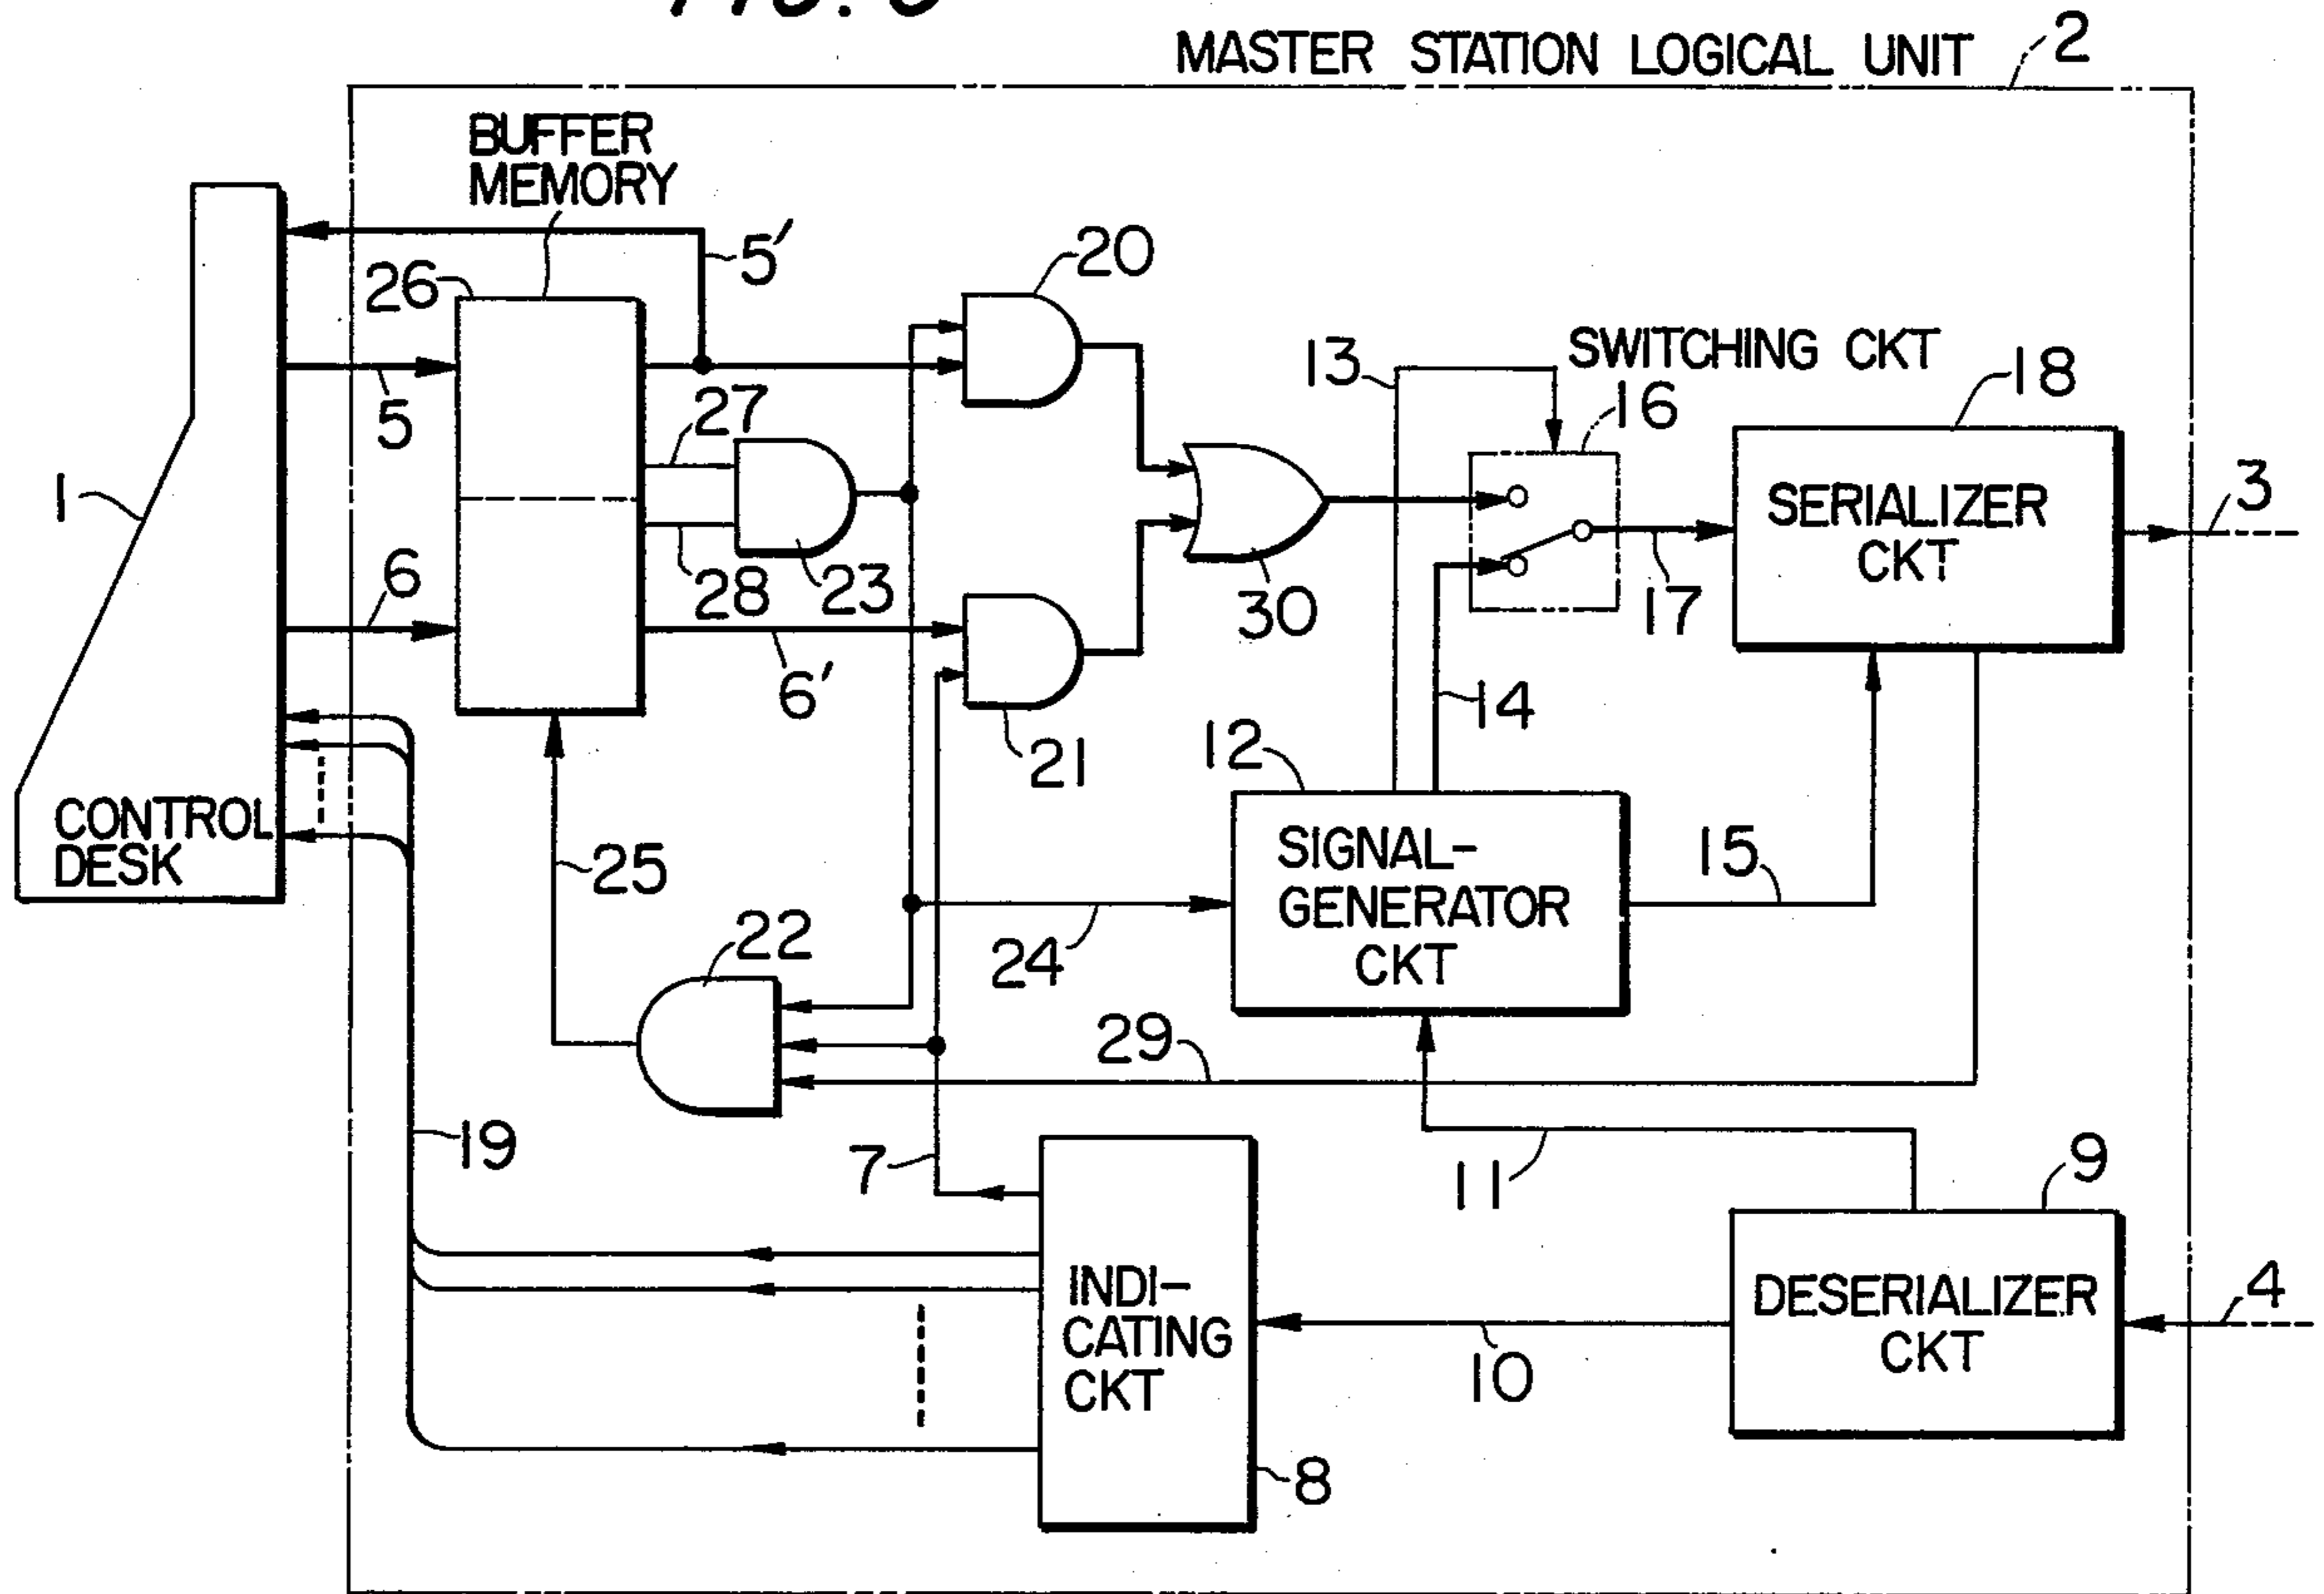 MASTER STATION LOGICAL UNIT 2
BUFFER
MEMORY
5'
20
26
13
SWITCHING CKT
16
18
5
27
1
SERIALIZER
CKT
3
6
28
23
30
17
6'
14
21
12
CONTROL
DESK
25
SIGNAL-
GENERATOR
CKT
15
22
24
29
19
7
11
9
INDI-
CATING
CKT
DESERIALIZER
CKT
4
10
8